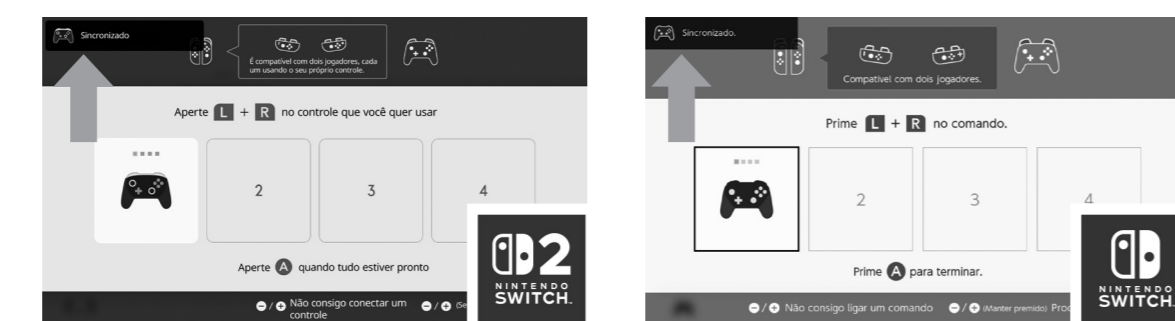 Sincronizado
É compatível com dois jogadores, cada
um usando o seu próprio controle.
Aperte L + R no controle que você quer usar
2
3
4
Aperte A quando tudo estiver pronto
Não consigo conectar um
controle
2
NINTENDO
SWITCH
Sincronizado.
Compatível com dois jogadores.
Prime L + R no comando.
2
3
4
Prime A para terminar.
Não consigo ligar um comando
(Manter premido)
NINTENDO
SWITCH